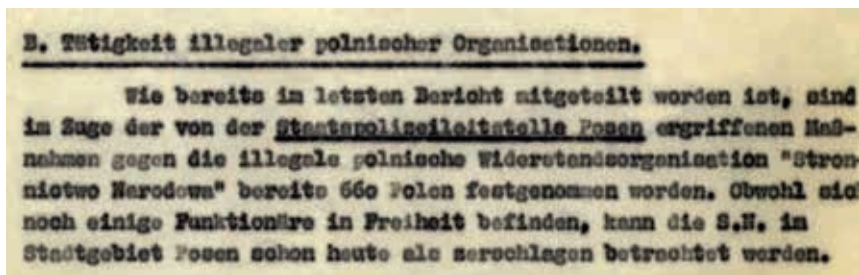 B. Tätigkeit illegaler polnischer Organisationen.
Wie bereits im letzten Bericht mitgeteilt worden ist, sind
im Zuge der von der Staatspolizeileitstelle Posen ergriffenen Maß-
nahmen gegen die illegale polnische Widerstandsorganisation "Stron-
nictwo Narodowa" bereits 660 Polen festgenommen worden. Obwohl sich
noch einige Funktionäre in Freiheit befinden, kann die S.N. im
Stadtgebiet Posen schon heute als zerschlagen betrachtet werden.